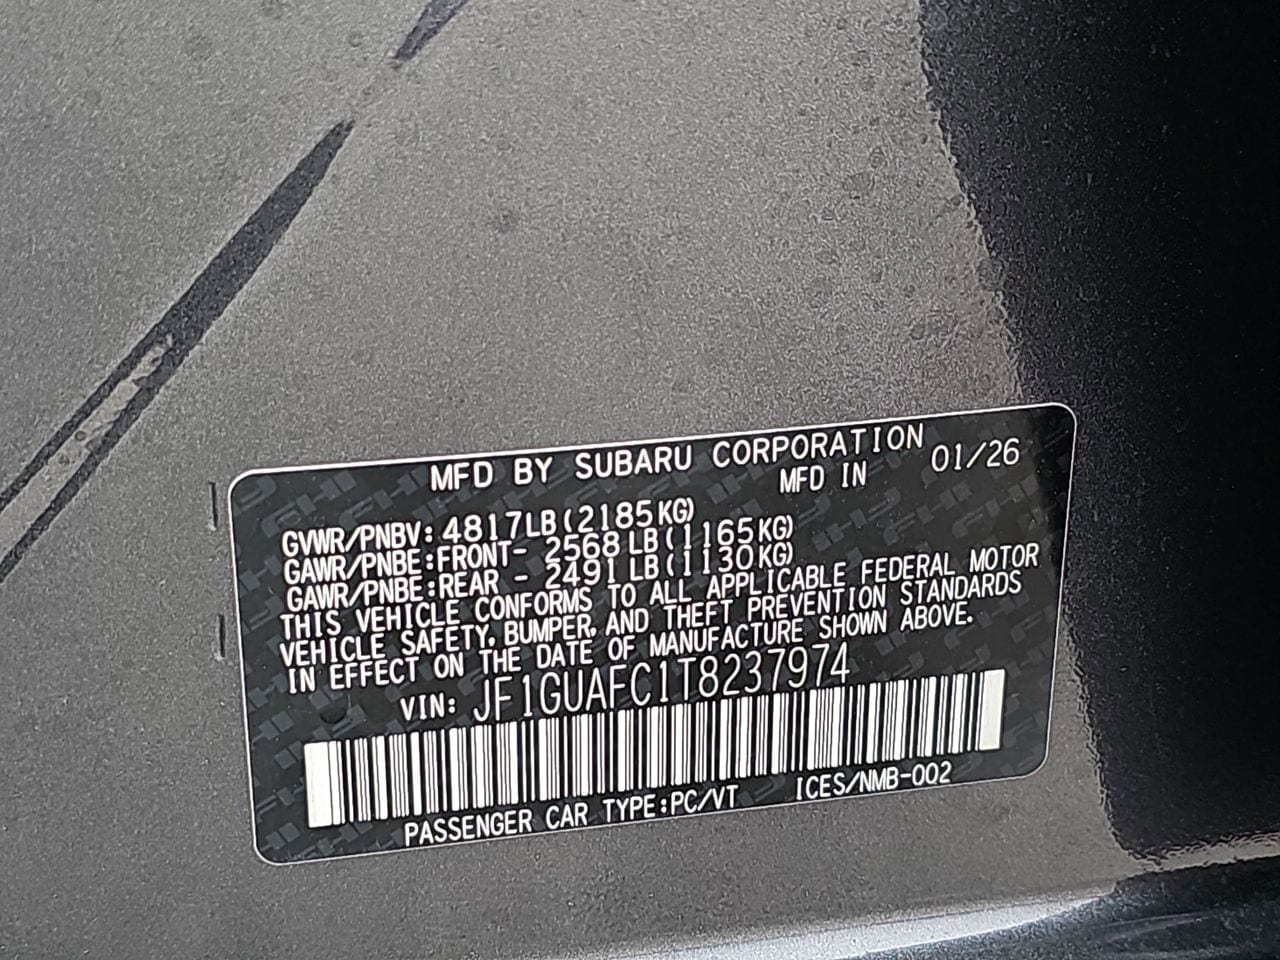 MFD BY SUBARU CORPORATION
MFD IN 01/26
GVWR/PNBV: 4817LB(2185KG)
GAWR/PNBE:FRONT- 2568 LB(1165KG)
GAWR/PNBE:REAR - 2491 LB(1130KG)
THIS VEHICLE CONFORMS TO ALL APPLICABLE FEDERAL MOTOR
VEHICLE SAFETY, BUMPER, AND THEFT PREVENTION STANDARDS
IN EFFECT ON THE DATE OF MANUFACTURE SHOWN ABOVE.
VIN: JF1GUAFC1T8237974
PASSENGER CAR TYPE:PC/VT ICES/NMB-002